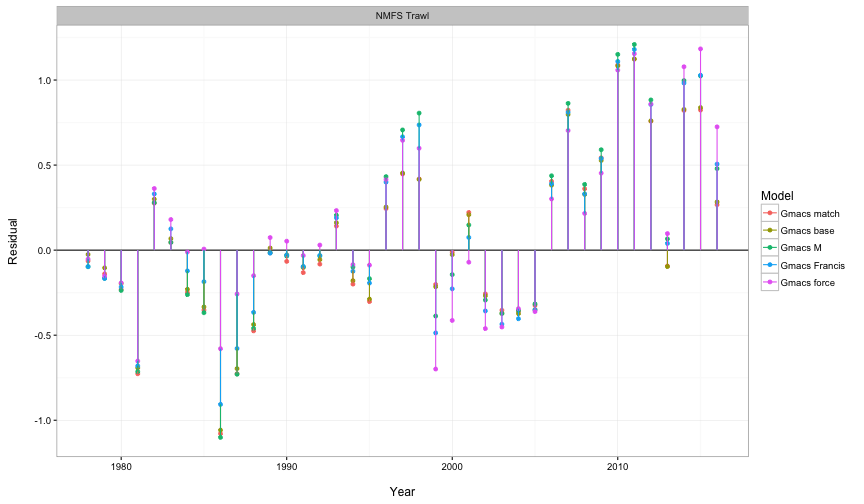 NMFS Trawl
Residual
1.0
0.5
0.0
-0.5
-1.0
1980
1990
2000
2010
Year
Model
Gmacs match
Gmacs base
Gmacs M
Gmacs Francis
Gmacs force